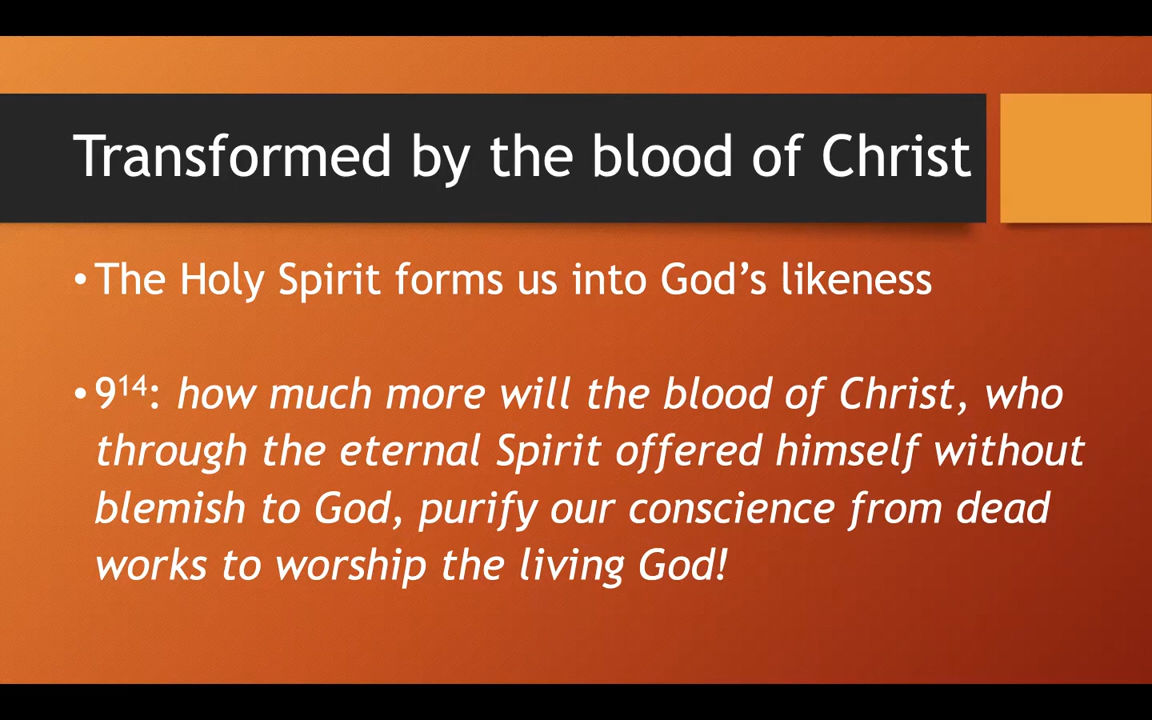 Transformed by the blood of Christ
• The Holy Spirit forms us into God’s likeness
• 9¹⁴: how much more will the blood of Christ, who
through the eternal Spirit offered himself without
blemish to God, purify our conscience from dead
works to worship the living God!